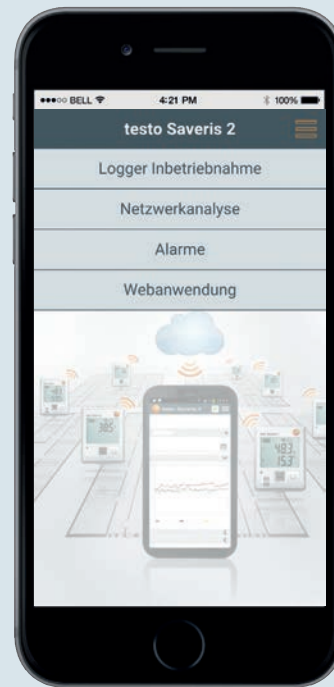 ●●●○○ BELL 4:21 PM 100%
testo Saveris 2
Logger Inbetriebnahme
Netzwerkanalyse
Alarme
Webanwendung